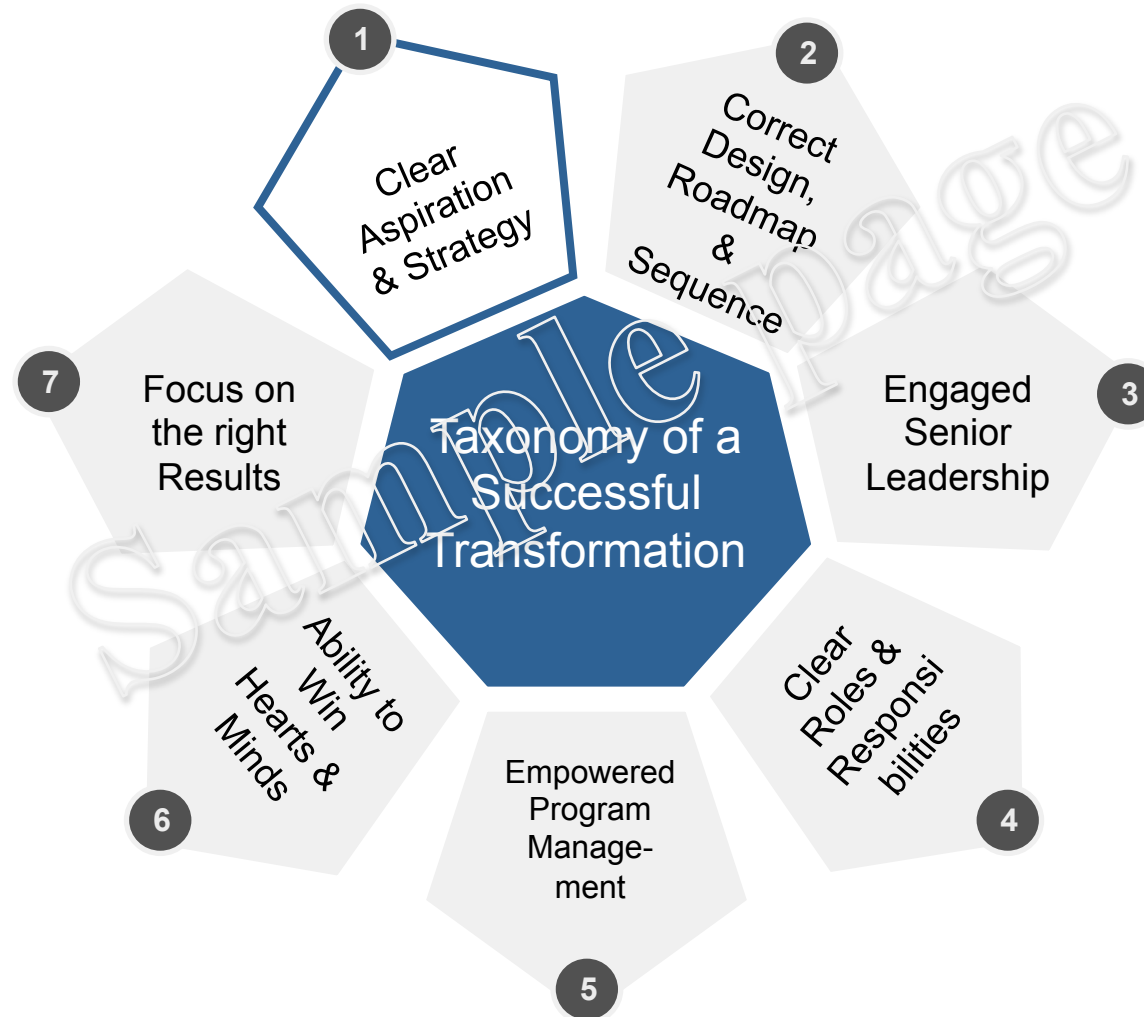 1
Clear
Aspiration
& Strategy
2
Correct
Design,
Roadmap
&
Sequence
3
Engaged
Senior
Leadership
4
Clear
Roles &
Responsi
bilities
5
Empowered
Program
Manage-
ment
6
Ability to
Win
Hearts &
Minds
7
Focus on
the right
Results
Taxonomy of a
Successful
Transformation
Sample page